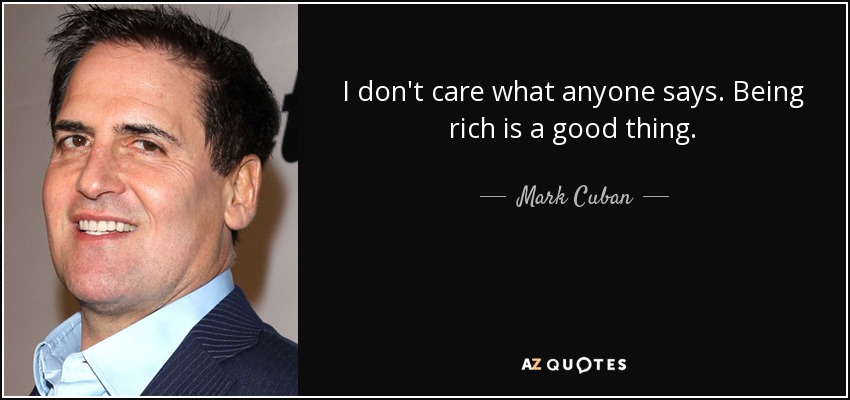 I don't care what anyone says. Being
rich is a good thing.
Mark Cuban
AZ QUOTES